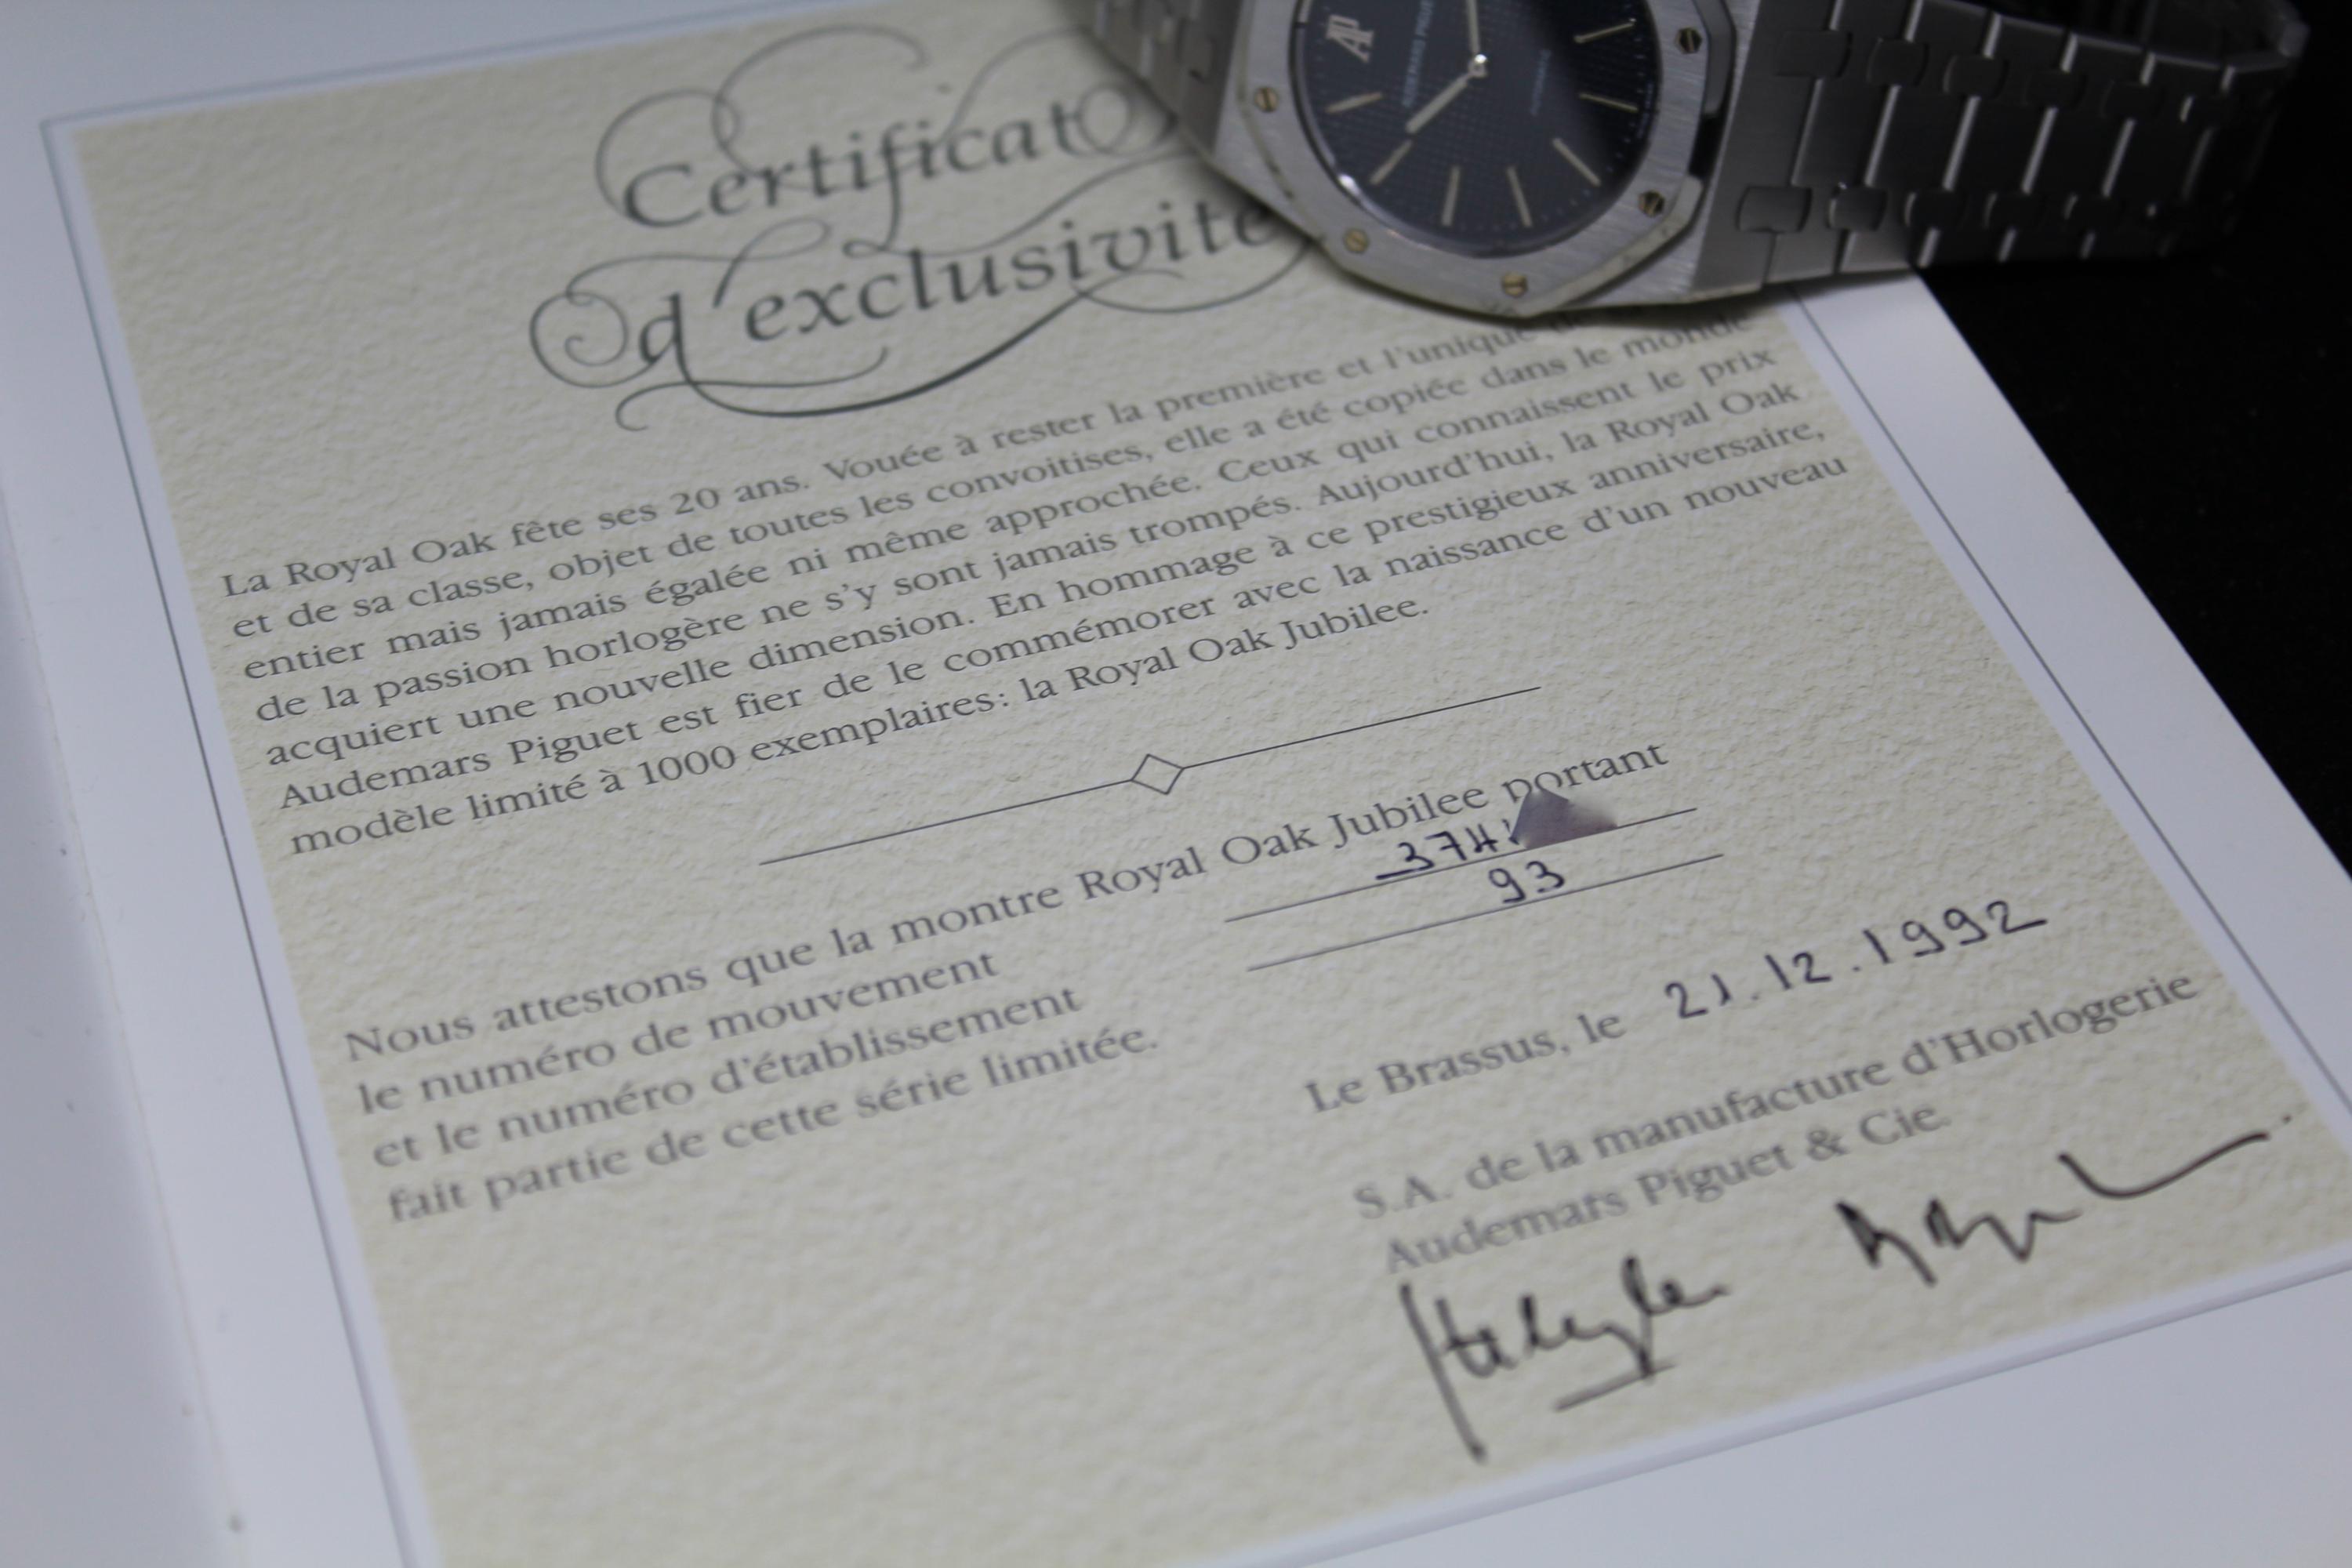 AP
AUDEMARS PIGUET
Certificat
d'exclusivité
La Royal Oak fête ses 20 ans. Vouée à rester la première et l'unique
et de sa classe, objet de toutes les convoitises, elle a été copiée dans le monde
entier mais jamais égalée ni même approchée. Ceux qui connaissent le prix
de la passion horlogère ne s'y sont jamais trompés. Aujourd'hui, la Royal Oak
acquiert une nouvelle dimension. En hommage à ce prestigieux anniversaire,
Audemars Piguet est fier de le commémorer avec la naissance d'un nouveau
modèle limité à 1000 exemplaires: la Royal Oak Jubilee.
Nous attestons que la montre Royal Oak Jubilee portant
le numéro de mouvement 374
et le numéro d'établissement 93
fait partie de cette série limitée.
Le Brassus, le 21.12.1992
S.A. de la manufacture d'Horlogerie
Audemars Piguet & Cie.